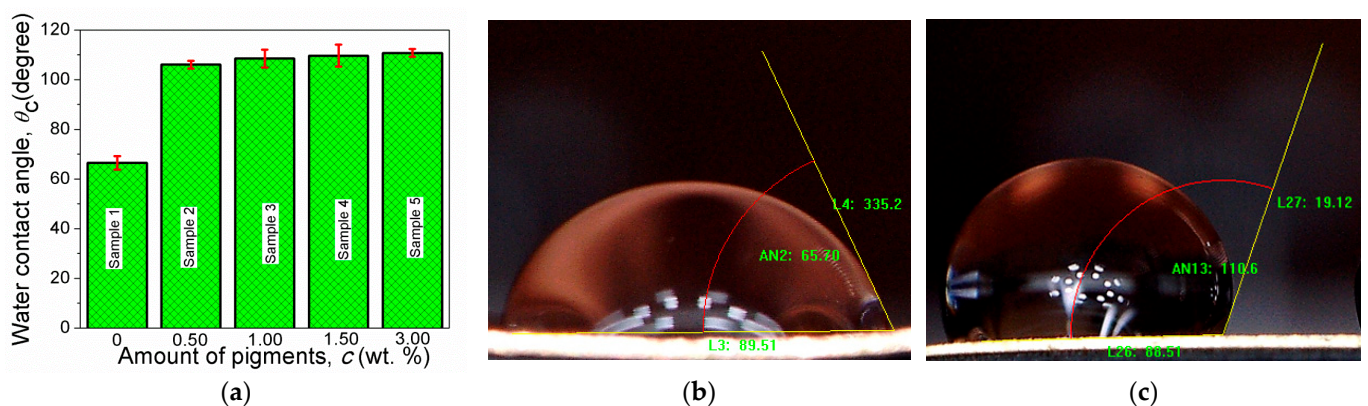 Water contact angle, θC(degree)
120
100
80
60
40
20
0
Sample 1
Sample 2
Sample 3
Sample 4
Sample 5
0 0.50 1.00 1.50 3.00
Amount of pigments, c (wt. %)
(a)
L4: 335.2
AN2: 65.70
L3: 89.51
(b)
L27: 19.12
AN13: 110.6
L26: 88.51
(c)